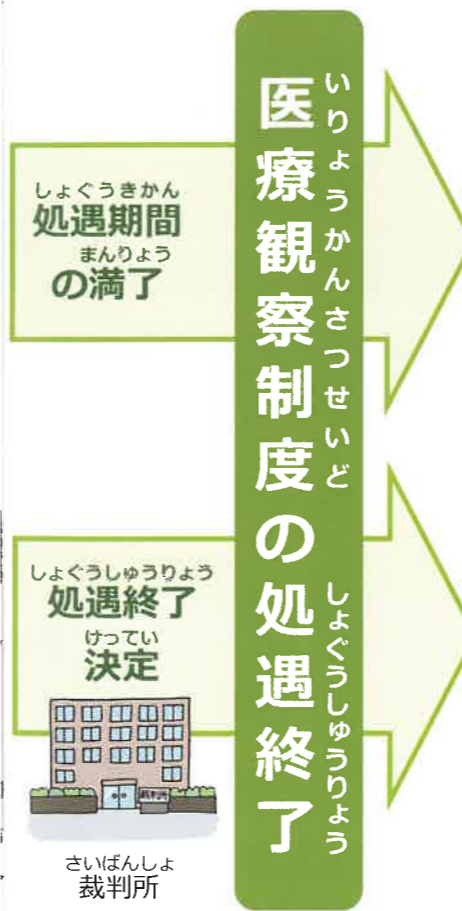 しょぐうきかん
処遇期間
まんりょう
の満了
しょぐうしゅうりょう
処遇終了
けってい
決定
裁判所
さいばんしょ
裁判所
いりょうかんさつせいど しょぐうしゅうりょう
医療観察制度の処遇終了